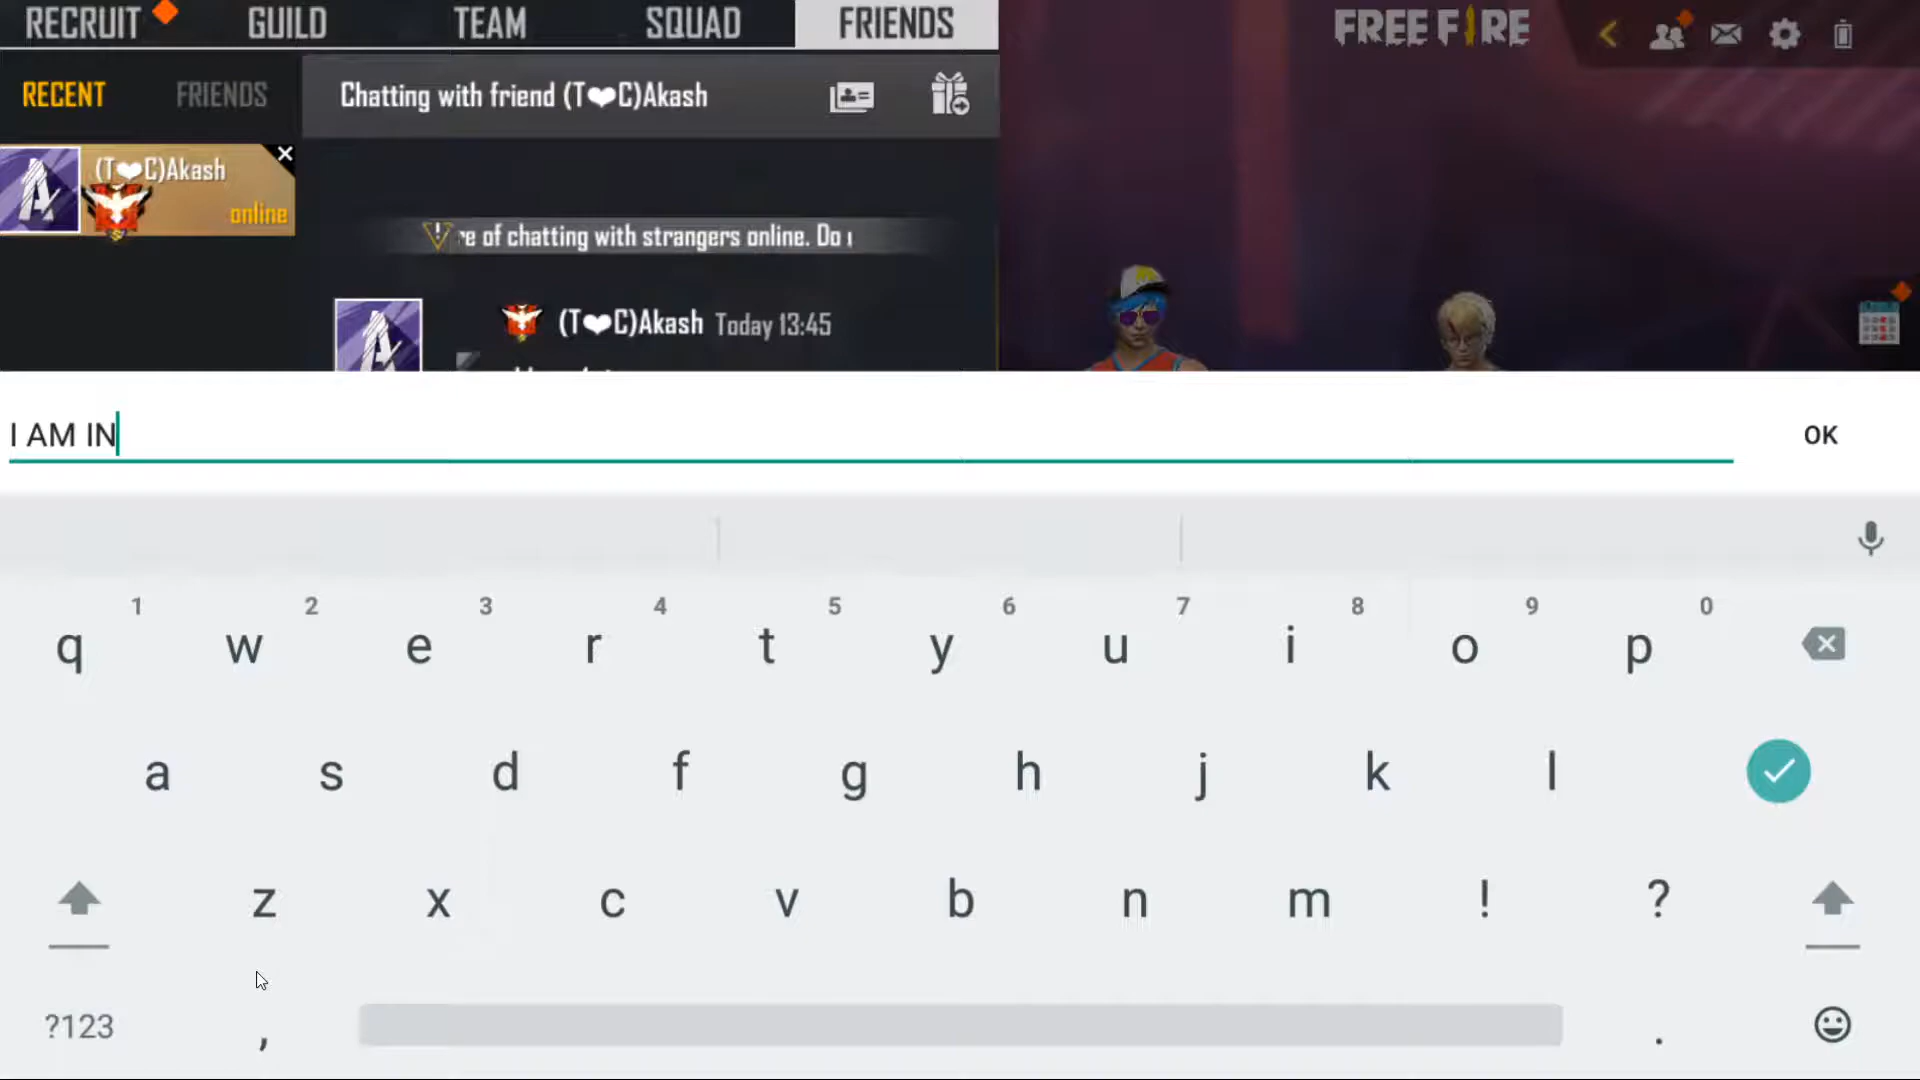 RECRUIT GUILD TEAM SQUAD FRIENDS
FREE FIRE
RECENT FRIENDS
Chatting with friend (T❤C)Akash
(T❤C)Akash
online
of chatting with strangers online. Do
(T❤C)Akash Today 13:45
I AM IN
OK
1 2 3 4 5 6 7 8 9 0
q w e r t y u i o p
a s d f g h j k l
z x c v b n m ! ?
?123 , .